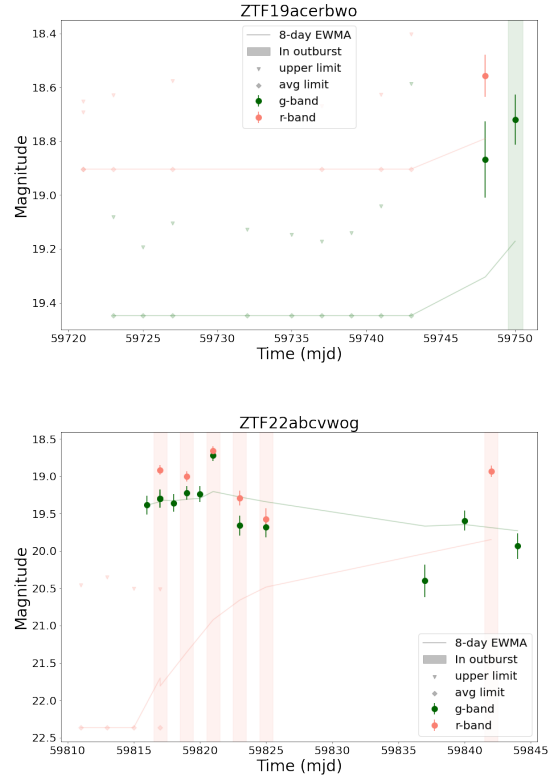 ZTF19acerbwo
18.4
18.6
18.8
19.0
19.2
19.4
Magnitude
8-day EWMA
In outburst
upper limit
avg limit
g-band
r-band
59720 59725 59730 59735 59740 59745 59750
Time (mjd)
ZTF22abcvwog
18.5
19.0
19.5
20.0
20.5
21.0
21.5
22.0
22.5
Magnitude
8-day EWMA
In outburst
upper limit
avg limit
g-band
r-band
59810 59815 59820 59825 59830 59835 59840 59845
Time (mjd)